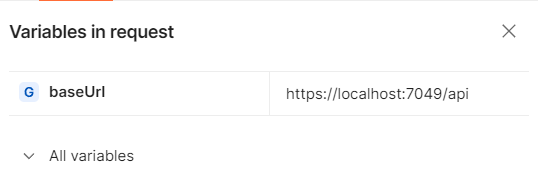 Variables in request
G baseUrl https://localhost:7049/api
All variables